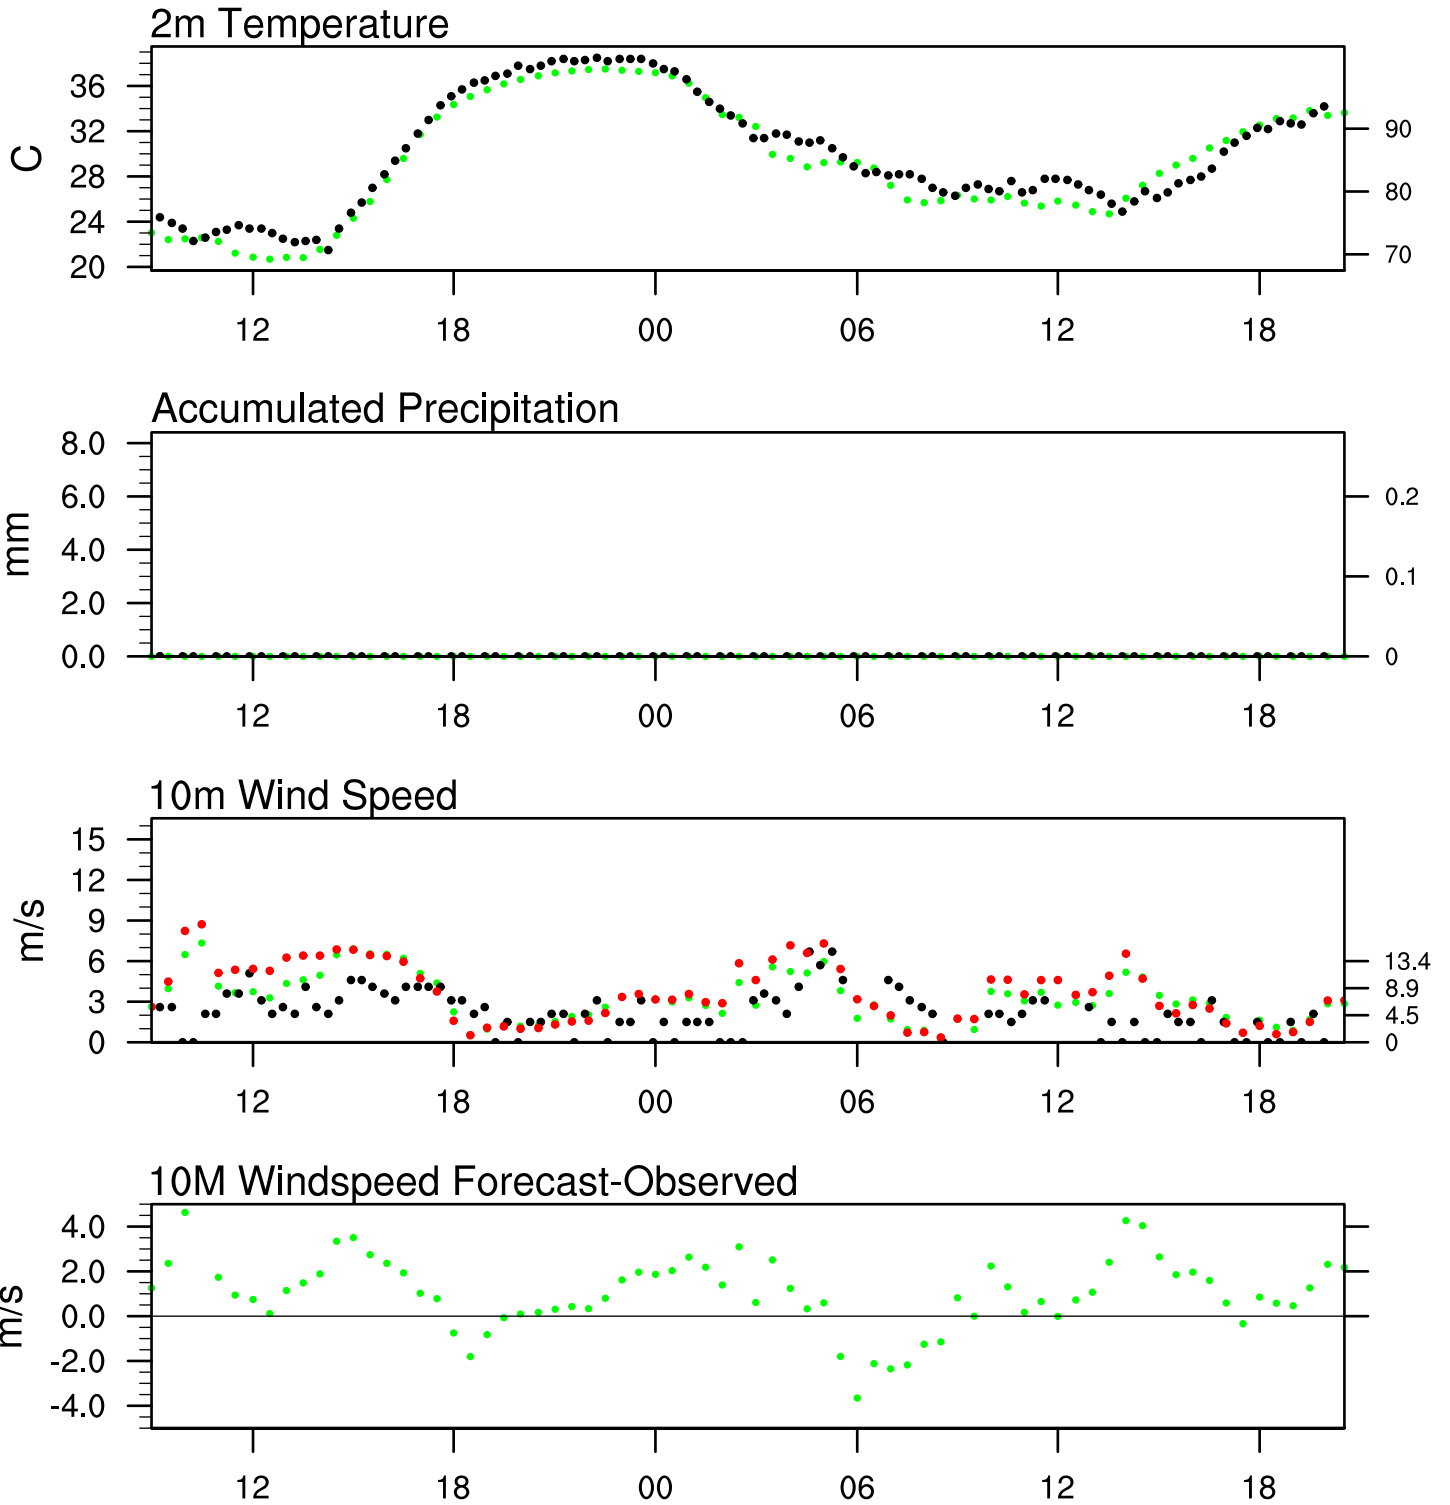 2m Temperature
36
32
28
24
20
C
90
80
70
12 18 00 06 12 18
Accumulated Precipitation
8.0
6.0
4.0
2.0
0.0
mm
0.2
0.1
0
12 18 00 06 12 18
10m Wind Speed
15
12
9
6
3
0
m/s
13.4
8.9
4.5
0
12 18 00 06 12 18
10M Windspeed Forecast-Observed
4.0
2.0
0.0
-2.0
-4.0
m/s
12 18 00 06 12 18